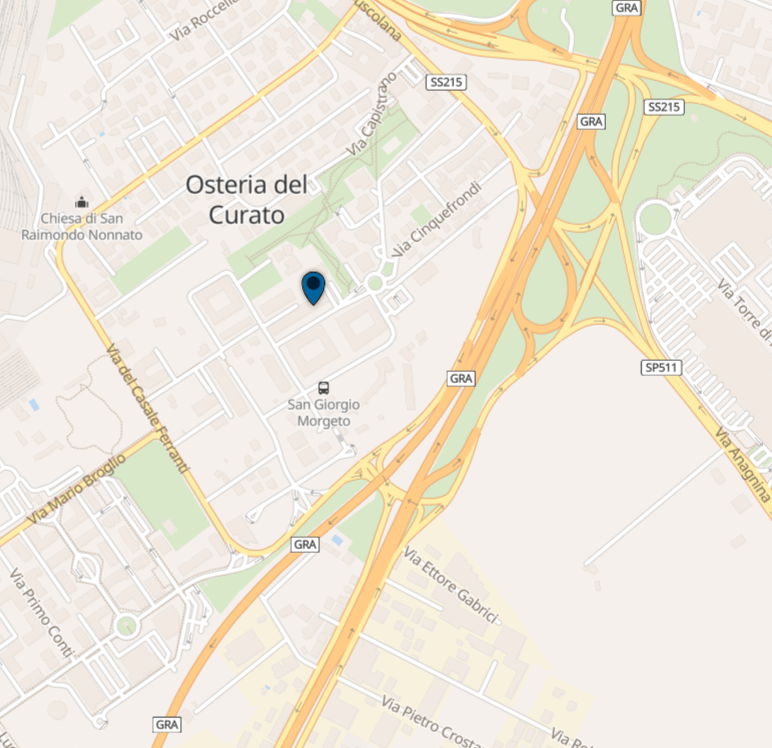 GRA
Via Roccell
uscolana
SS215
SS215
GRA
Via Capistrano
Osteria del
Curato
Chiesa di San
Raimondo Nonnato
Via Cinquefrondi
Via Torre di
SP511
GRA
Via del Casale Ferranti
San Giorgio
Morgeto
Via Anagnina
Via Mario Broglio
GRA
Via Ettore Gabrici
Via Primo Conti
Via Pietro Crosta
GRA